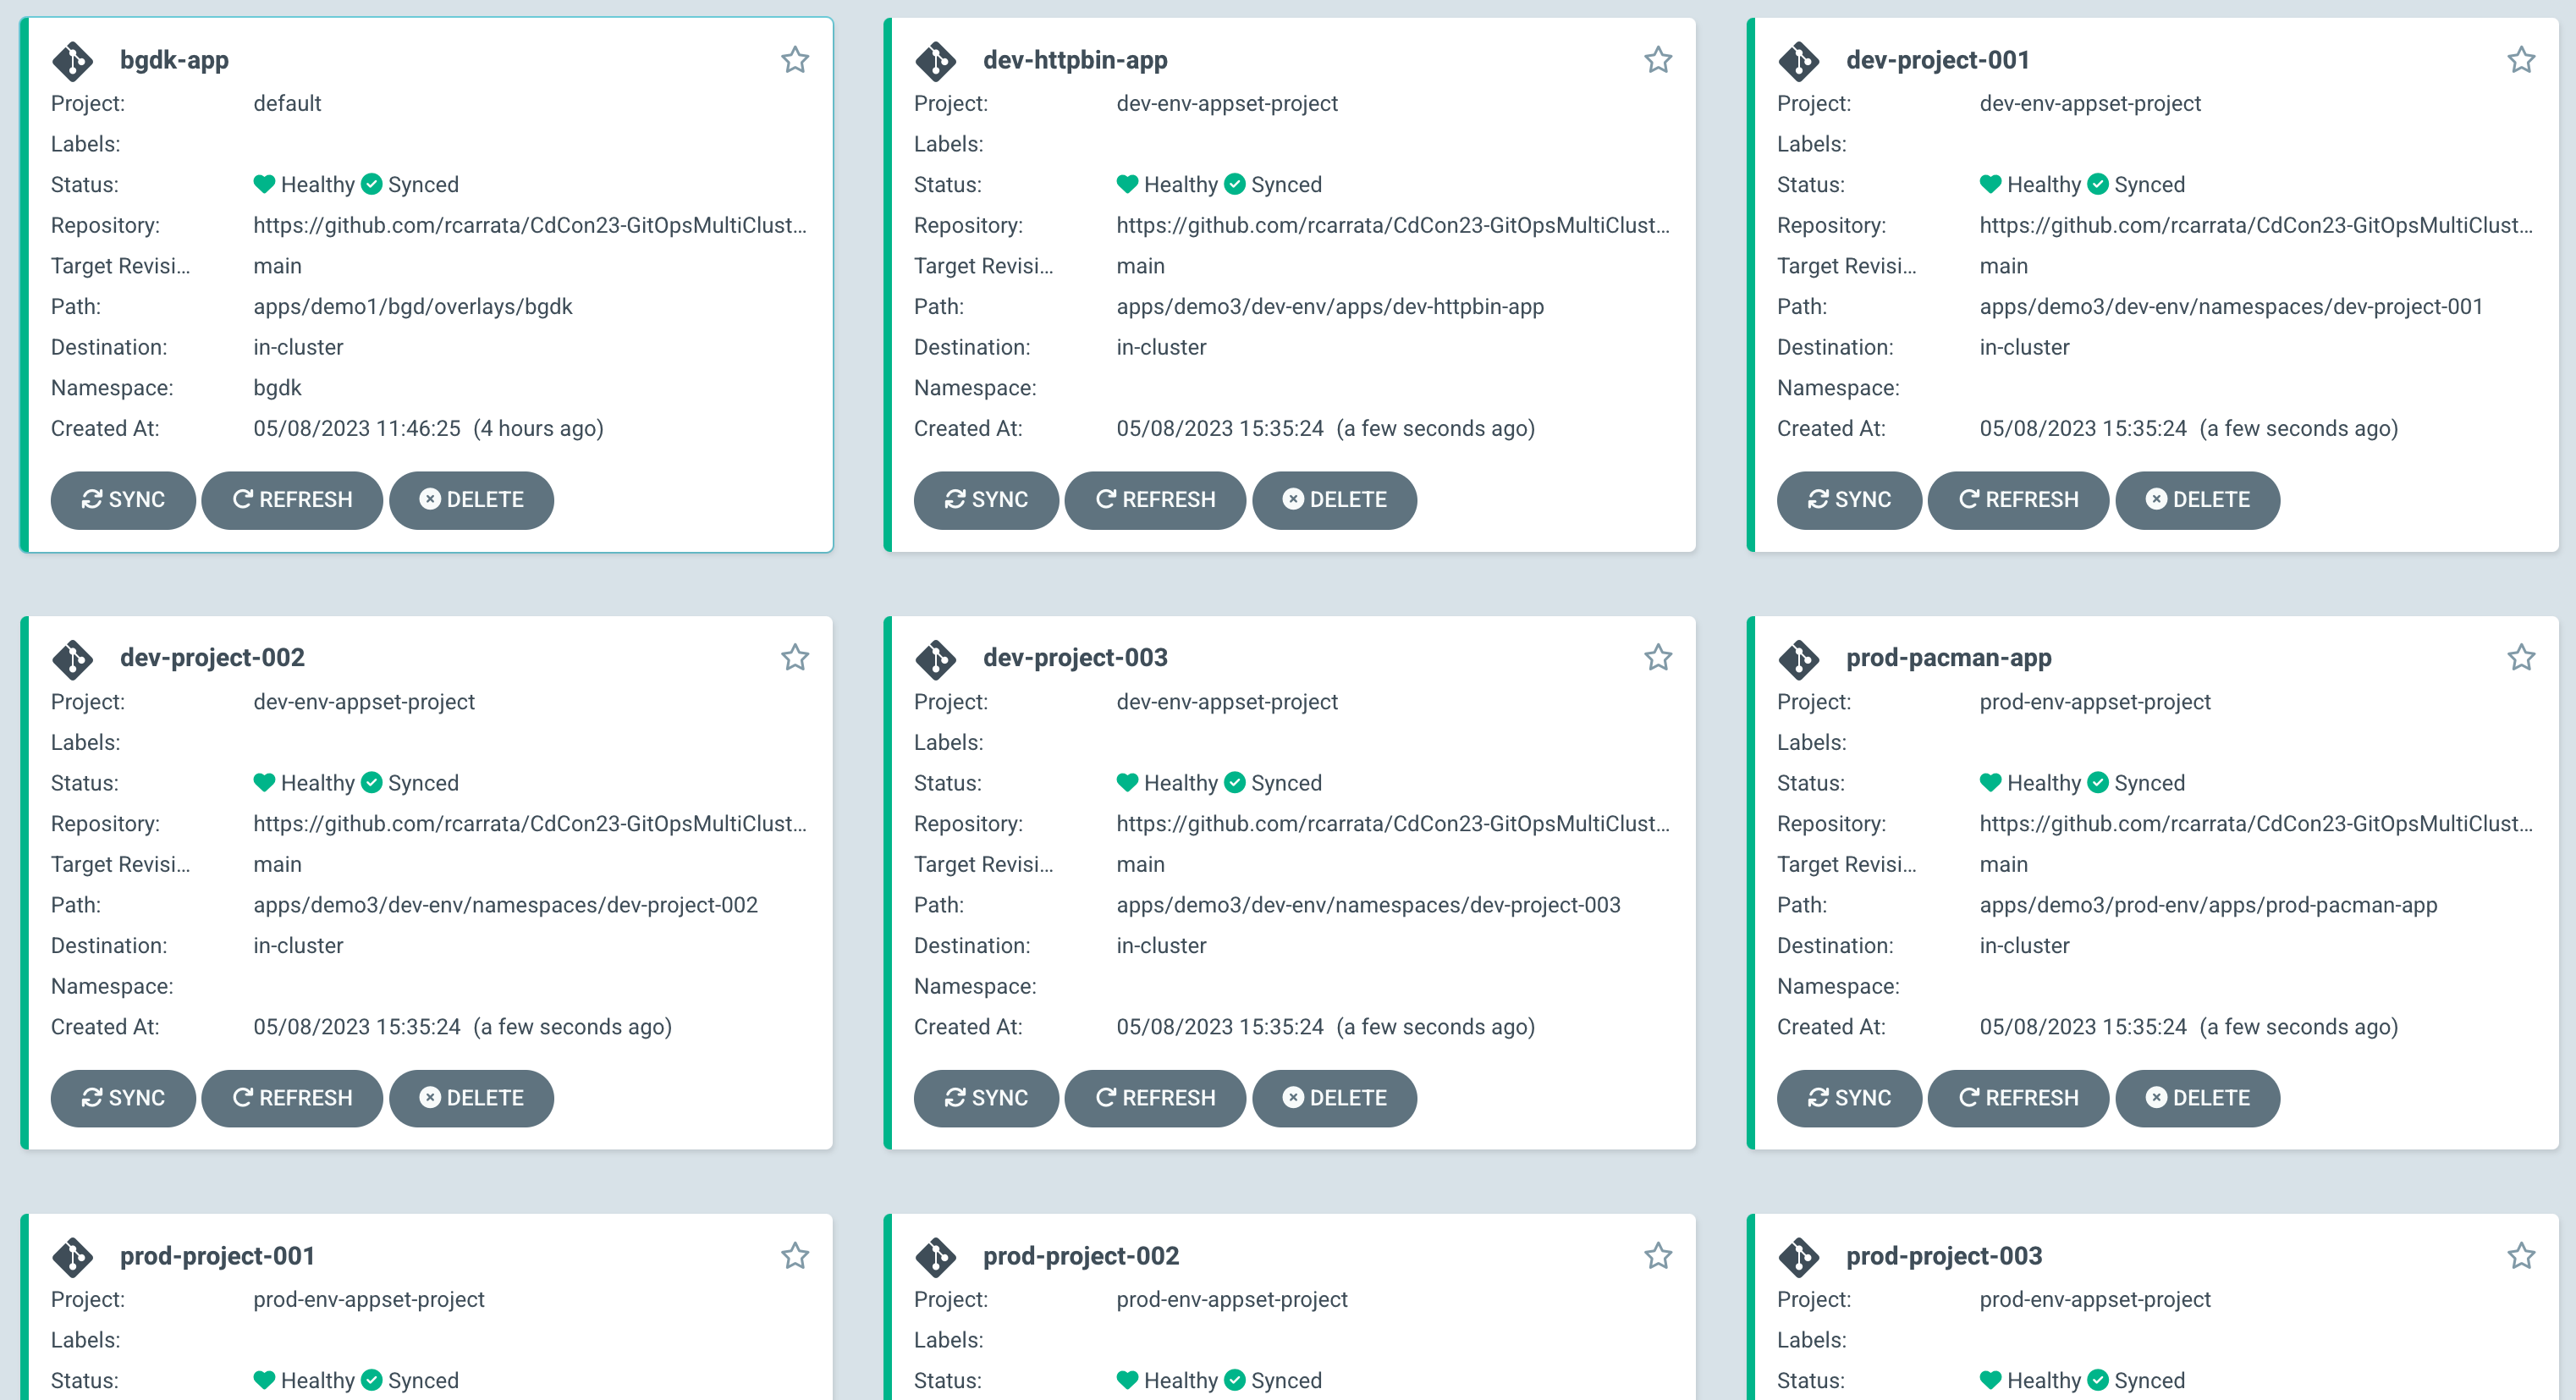 bgdk-app
Project: default
Labels:
Status: Healthy Synced
Repository: https://github.com/rcarrata/CdCon23-GitOpsMultiClust...
Target Revisi... main
Path: apps/demo1/bgd/overlays/bgdk
Destination: in-cluster
Namespace: bgdk
Created At: 05/08/2023 11:46:25 (4 hours ago)
SYNC REFRESH DELETE
dev-httpbin-app
Project: dev-env-appset-project
Labels:
Status: Healthy Synced
Repository: https://github.com/rcarrata/CdCon23-GitOpsMultiClust...
Target Revisi... main
Path: apps/demo3/dev-env/apps/dev-httpbin-app
Destination: in-cluster
Namespace:
Created At: 05/08/2023 15:35:24 (a few seconds ago)
SYNC REFRESH DELETE
dev-project-001
Project: dev-env-appset-project
Labels:
Status: Healthy Synced
Repository: https://github.com/rcarrata/CdCon23-GitOpsMultiClust...
Target Revisi... main
Path: apps/demo3/dev-env/namespaces/dev-project-001
Destination: in-cluster
Namespace:
Created At: 05/08/2023 15:35:24 (a few seconds ago)
SYNC REFRESH DELETE
dev-project-002
Project: dev-env-appset-project
Labels:
Status: Healthy Synced
Repository: https://github.com/rcarrata/CdCon23-GitOpsMultiClust...
Target Revisi... main
Path: apps/demo3/dev-env/namespaces/dev-project-002
Destination: in-cluster
Namespace:
Created At: 05/08/2023 15:35:24 (a few seconds ago)
SYNC REFRESH DELETE
dev-project-003
Project: dev-env-appset-project
Labels:
Status: Healthy Synced
Repository: https://github.com/rcarrata/CdCon23-GitOpsMultiClust...
Target Revisi... main
Path: apps/demo3/dev-env/namespaces/dev-project-003
Destination: in-cluster
Namespace:
Created At: 05/08/2023 15:35:24 (a few seconds ago)
SYNC REFRESH DELETE
prod-pacman-app
Project: prod-env-appset-project
Labels:
Status: Healthy Synced
Repository: https://github.com/rcarrata/CdCon23-GitOpsMultiClust...
Target Revisi... main
Path: apps/demo3/prod-env/apps/prod-pacman-app
Destination: in-cluster
Namespace:
Created At: 05/08/2023 15:35:24 (a few seconds ago)
SYNC REFRESH DELETE
prod-project-001
Project: prod-env-appset-project
Labels:
Status: Healthy Synced
prod-project-002
Project: prod-env-appset-project
Labels:
Status: Healthy Synced
prod-project-003
Project: prod-env-appset-project
Labels:
Status: Healthy Synced